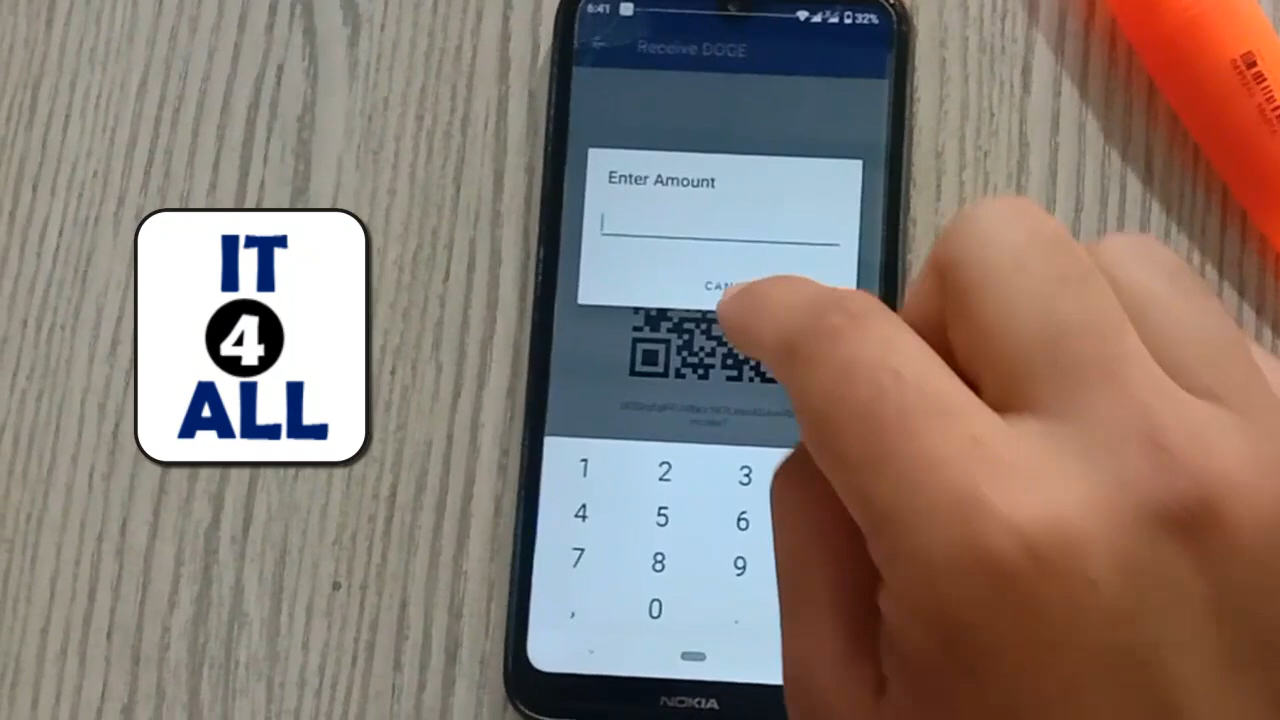 6:41
32%
Receive DOGE
Enter Amount
IT
4
ALL
1 2 3
4 5 6
7 8 9
, 0 .
NOKIA